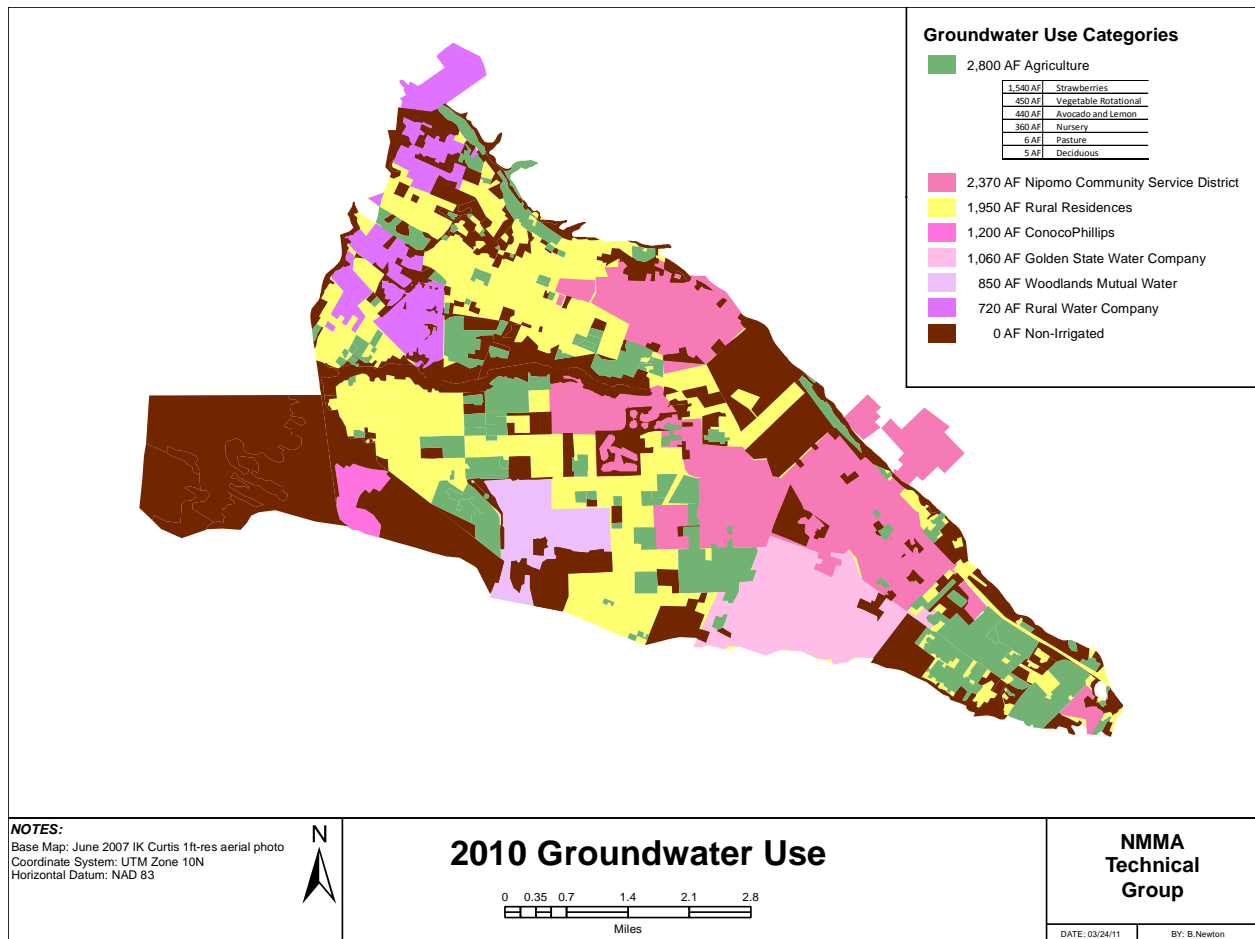 Groundwater Use Categories
2,800 AF Agriculture
1,540 AF Strawberries
450 AF Vegetable Rotational
440 AF Avocado and Lemon
360 AF Nursery
6 AF Pasture
5 AF Deciduous
2,370 AF Nipomo Community Service District
1,950 AF Rural Residences
1,200 AF ConocoPhillips
1,060 AF Golden State Water Company
850 AF Woodlands Mutual Water
720 AF Rural Water Company
0 AF Non-Irrigated
NOTES:
Base Map: June 2007 IK Curtis 1ft-res aerial photo
Coordinate System: UTM Zone 10N
Horizontal Datum: NAD 83
N
2010 Groundwater Use
0 0.35 0.7 1.4 2.1 2.8
Miles
NMMA
Technical
Group
DATE: 03/24/11 BY: B.Newton